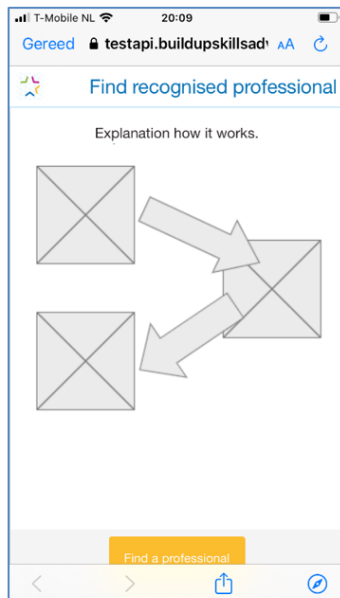 T-Mobile NL 20:09
Gereed testapi.buildupskillsad AA
Find recognised professional
Explanation how it works.
Find a professional